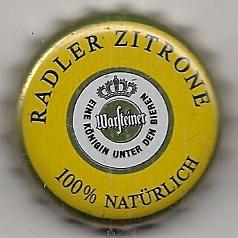 RADLER ZITRONE
EINE KÖNIGIN UNTER DEN BIEREN
Warsteiner
100% NATÜRLICH